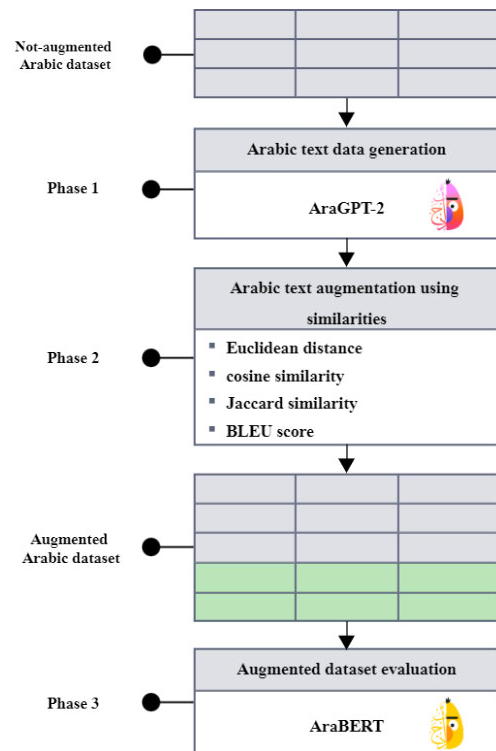 Not-augmented
Arabic dataset
Arabic text data generation
Phase 1
AraGPT-2
Arabic text augmentation using
similarities
Phase 2
Euclidean distance
cosine similarity
Jaccard similarity
BLEU score
Augmented
Arabic dataset
Augmented dataset evaluation
Phase 3
AraBERT